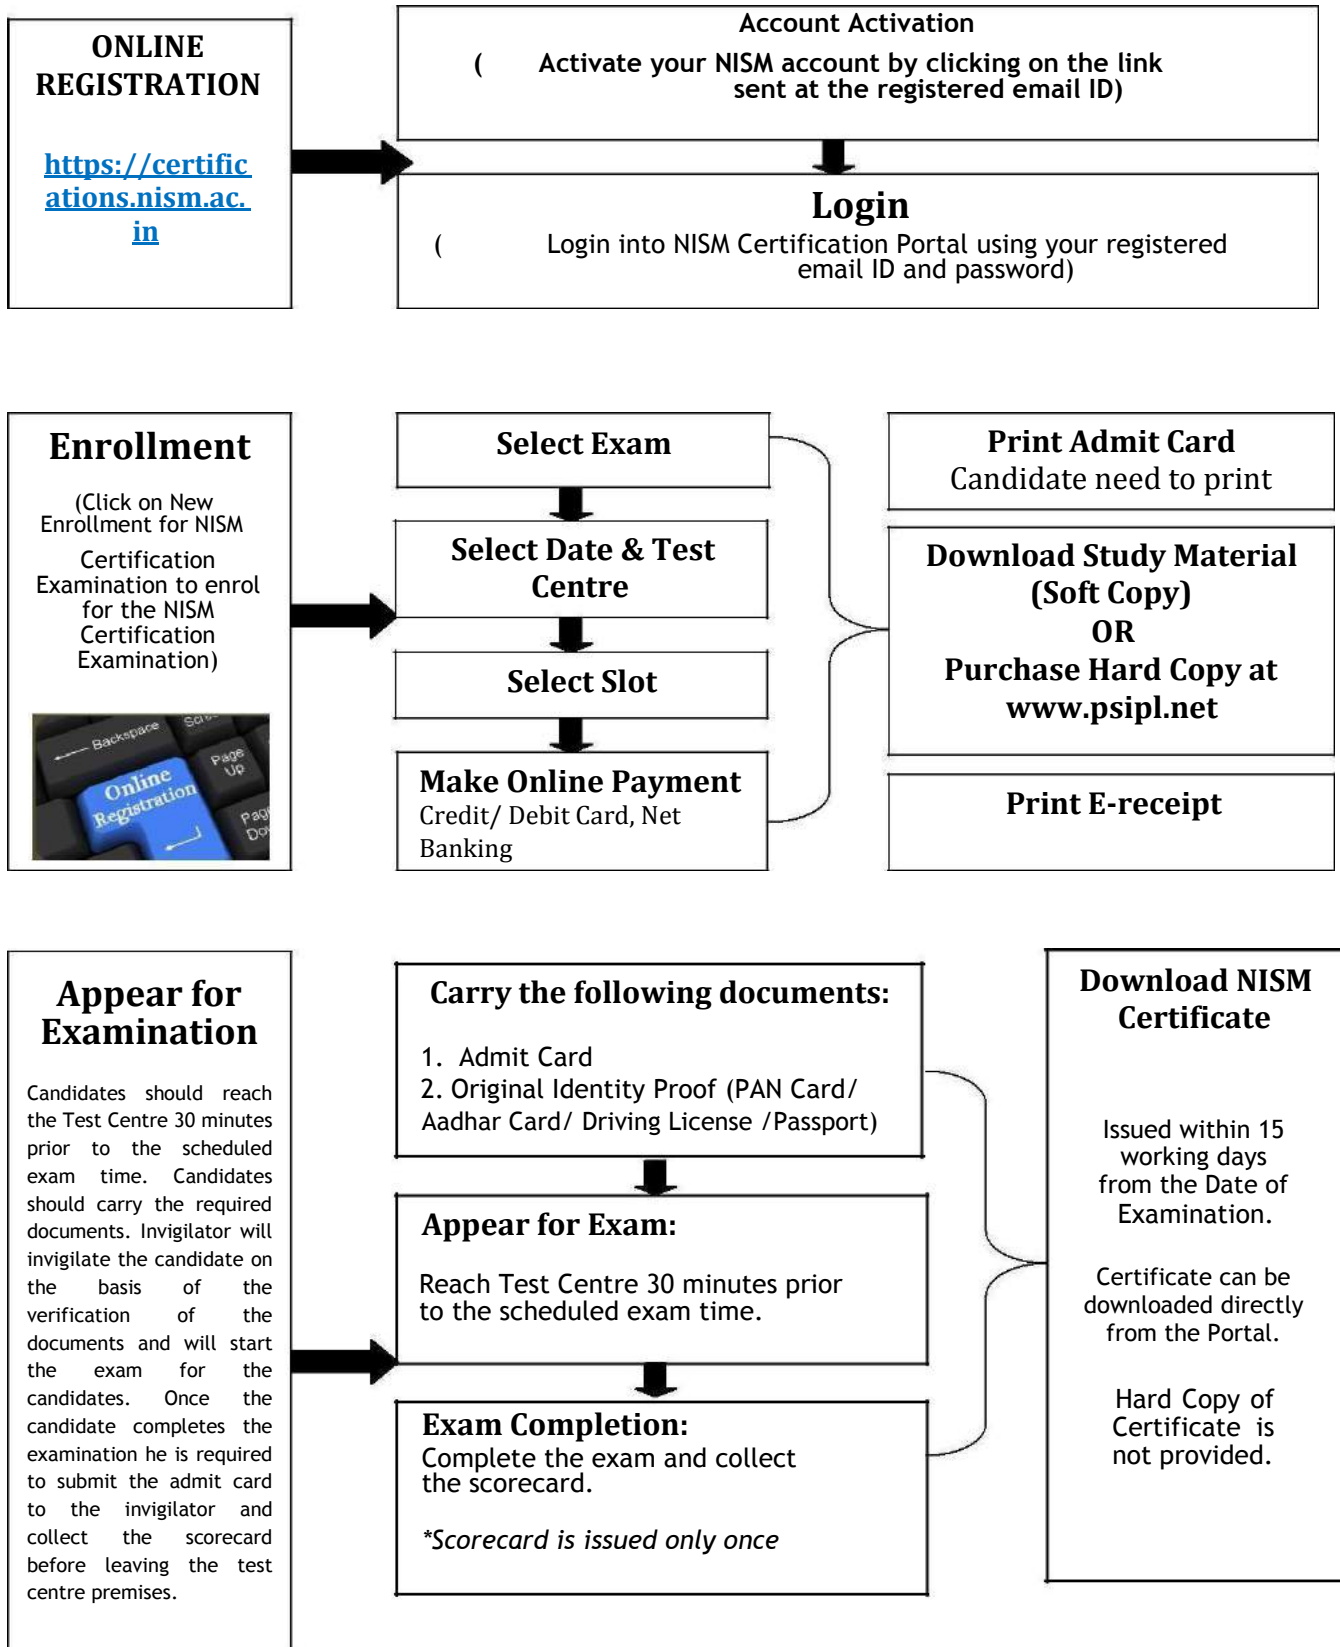 ONLINE
REGISTRATION
https://certific
ations.nism.ac.
in
Account Activation
( Activate your NISM account by clicking on the link
sent at the registered email ID)
Login
( Login into NISM Certification Portal using your registered
email ID and password)
Enrollment
(Click on New
Enrollment for NISM
Certification
Examination to enrol
for the NISM
Certification
Examination)
Backspace
Page
Up
Online
Registration
Select Exam
Select Date & Test
Centre
Select Slot
Make Online Payment
Credit/ Debit Card, Net
Banking
Print Admit Card
Candidate need to print
Download Study Material
(Soft Copy)
OR
Purchase Hard Copy at
www.psipl.net
Print E-receipt
Appear for
Examination
Candidates should reach
the Test Centre 30 minutes
prior to the scheduled
exam time. Candidates
should carry the required
documents. Invigilator will
invigilate the candidate on
the basis of the
verification of the
documents and will start
the exam for the
candidates. Once the
candidate completes the
examination he is required
to submit the admit card
to the invigilator and
collect the scorecard
before leaving the test
centre premises.
Carry the following documents:
1. Admit Card
2. Original Identity Proof (PAN Card/
Aadhar Card/ Driving License /Passport)
Appear for Exam:
Reach Test Centre 30 minutes prior
to the scheduled exam time.
Exam Completion:
Complete the exam and collect
the scorecard.
*Scorecard is issued only once
Download NISM
Certificate
Issued within 15
working days
from the Date of
Examination.
Certificate can be
downloaded directly
from the Portal.
Hard Copy of
Certificate is
not provided.